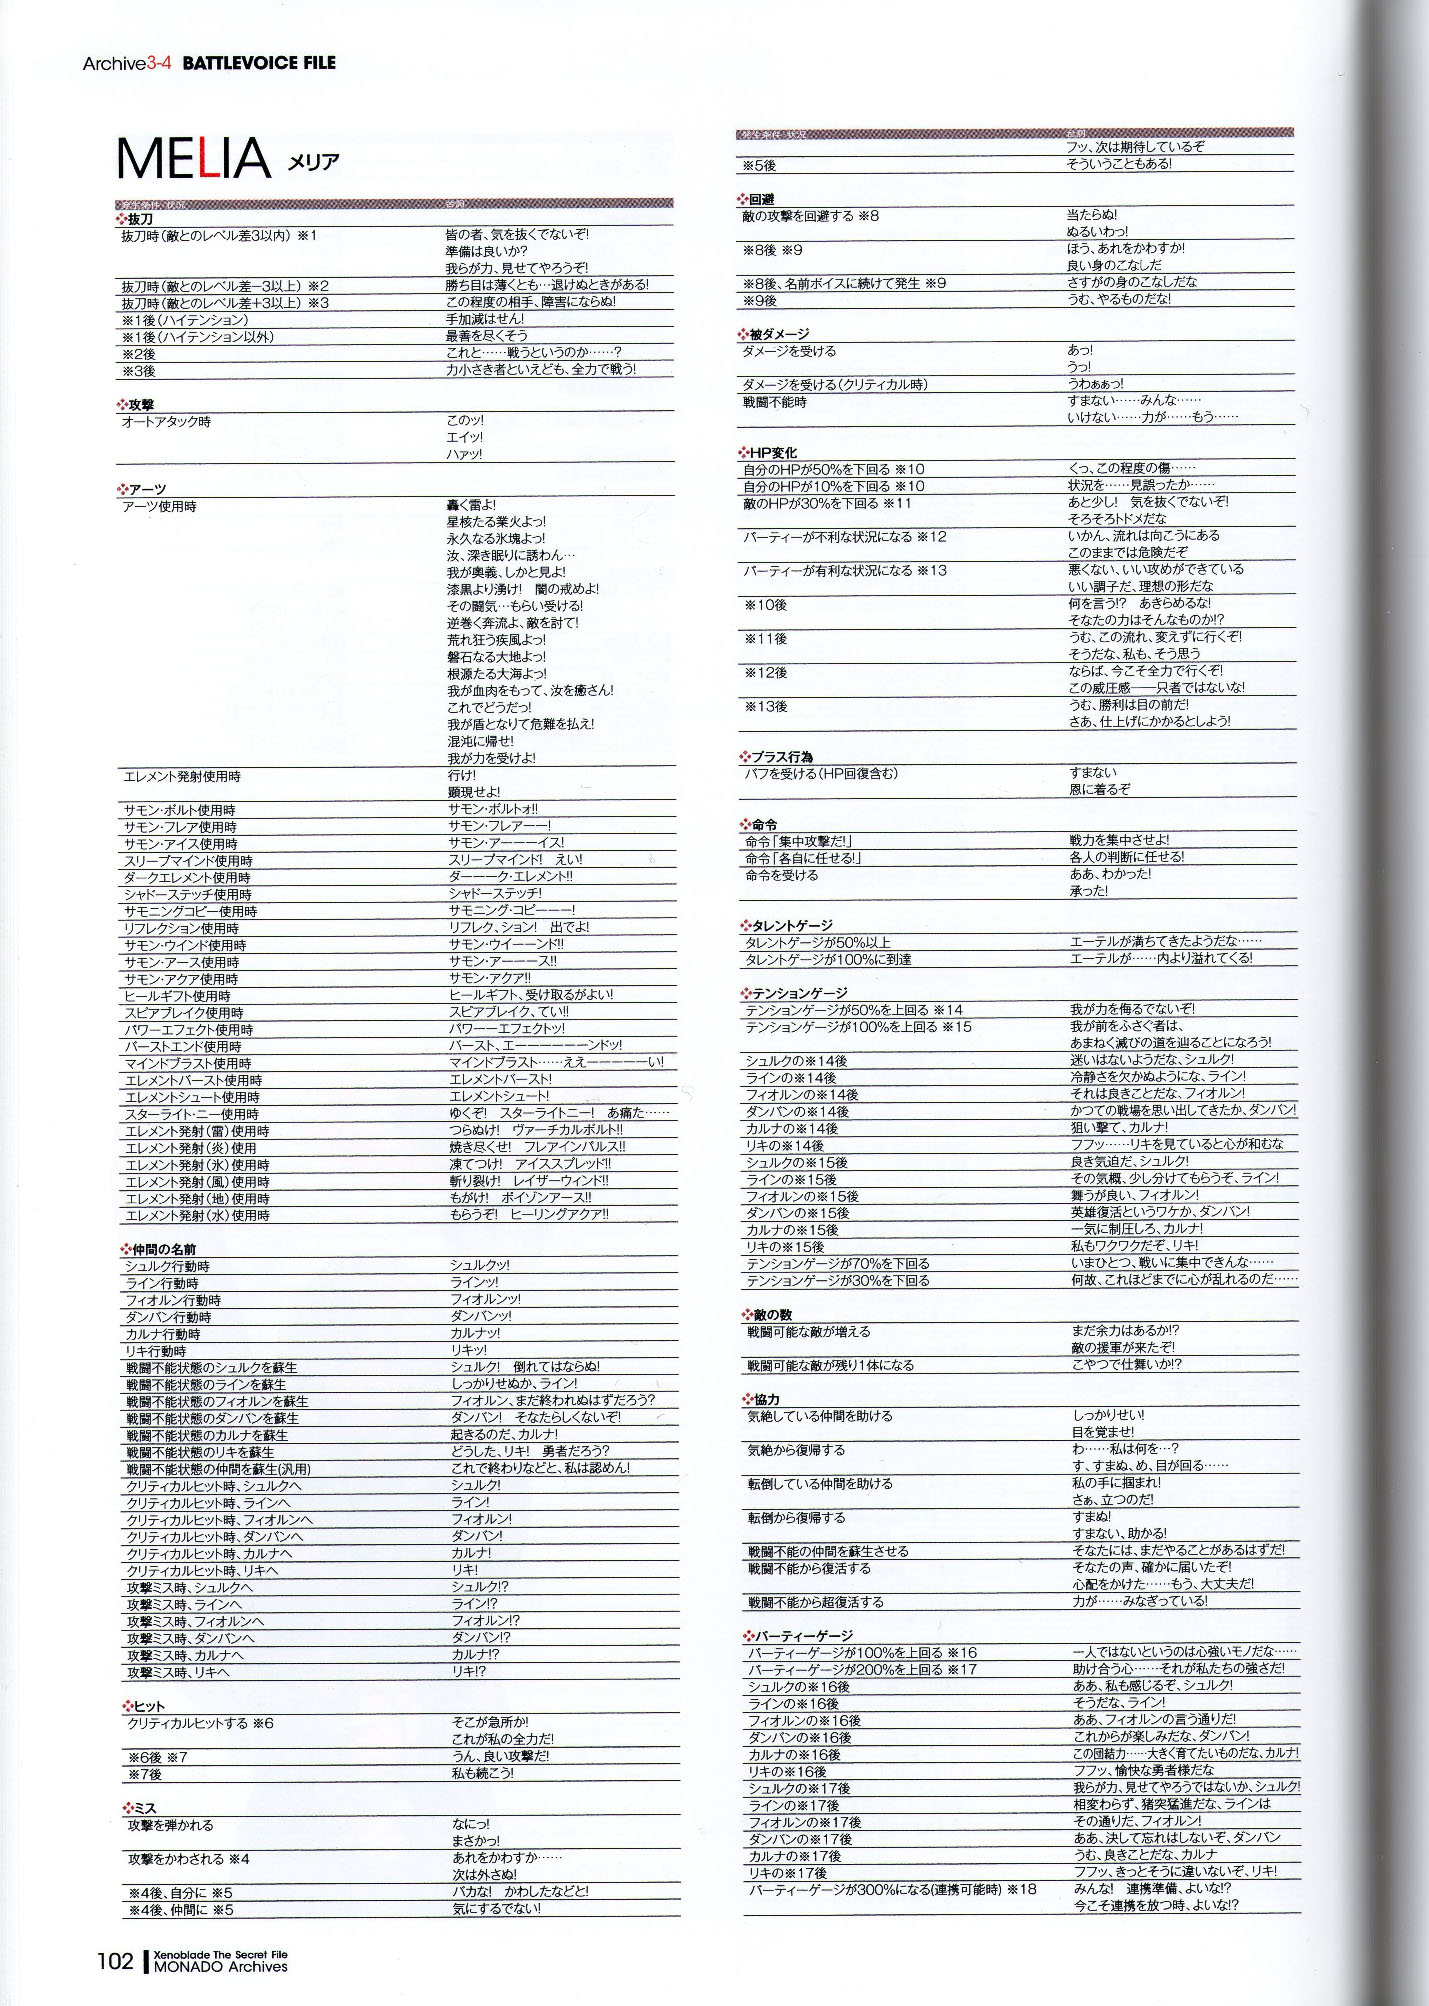 Archive3-4 BATTLEVOICE FILE
MELIA メリア
発生条件・状況 台詞
抜刀
抜刀時(敵とのレベル差3以内) ※1 皆の者、気を抜くでないぞ!
準備は良いか?
我らが力、見せてやろうぞ!
抜刀時(敵とのレベル差−3以上) ※2 勝ち目は薄くとも…退けぬときがある!
抜刀時(敵とのレベル差+3以上) ※3 この程度の相手、障害にならぬ!
※1後(ハイテンション) 手加減はせん!
※1後(ハイテンション以外) 最善を尽くそう
※2後 これと……戦うというのか……?
※3後 力小さき者といえども、全力で戦う!
攻撃
オートアタック時 このッ!
エイッ!
ハァッ!
アーツ
アーツ使用時 轟く雷よ!
星核たる業火よっ!
永久なる氷塊よっ!
汝、深き眠りに誘わん…
我が奥義、しかと見よ!
漆黒より湧け! 闇の戒めよ!
その闘気…もらい受ける!
逆巻く奔流よ、敵を討て!
荒れ狂う疾風よっ!
磐石なる大地よっ!
根源たる大海よっ!
我が血肉をもって、汝を癒さん!
これでどうだっ!
我が盾となりて危難を払え!
混沌に帰せ!
我が力を受けよ!
エレメント発射使用時 行け!
顕現せよ!
サモン・ボルト使用時 サモン・ボルトォ!!
サモン・フレア使用時 サモン・フレアーー!
サモン・アイス使用時 サモン・アーーーイス!
スリープマインド使用時 スリープマインド! えい!
ダークエレメント使用時 ダーーーク・エレメント!!
シャドーステッチ使用時 シャドーステッチ!
サモニングコピー使用時 サモニング・コピーーー!
リフレクション使用時 リフレク、ション! 出でよ!
サモン・ウインド使用時 サモン・ウイーーンド!!
サモン・アース使用時 サモン・アーーース!!
サモン・アクア使用時 サモン・アクア!!
ヒールギフト使用時 ヒールギフト、受け取るがよい!
スピアブレイク使用時 スピアブレイク、てい!!
パワーエフェクト使用時 パワーーエフェクトッ!
バーストエンド使用時 バースト、エーーーーーーンドッ!
マインドブラスト使用時 マインドブラスト……ええーーーーーい!
エレメントバースト使用時 エレメントバースト!
エレメントシュート使用時 エレメントシュート!
スターライト・ニー使用時 ゆくぞ! スターライトニー! あ痛た……
エレメント発射(雷)使用時 つらぬけ! ヴァーチカルボルト!!
エレメント発射(炎)使用 焼き尽くせ! フレアインパルス!!
エレメント発射(氷)使用時 凍てつけ! アイススプレッド!!
エレメント発射(風)使用時 斬り裂け! レイザーウィンド!!
エレメント発射(地)使用時 もがけ! ポイゾンアース!!
エレメント発射(水)使用時 もらうぞ! ヒーリングアクア!!
仲間の名前
シュルク行動時 シュルクッ!
ライン行動時 ラインッ!
フィオルン行動時 フィオルンッ!
ダンバン行動時 ダンバンッ!
カルナ行動時 カルナッ!
リキ行動時 リキッ!
戦闘不能状態のシュルクを蘇生 シュルク! 倒れてはならぬ!
戦闘不能状態のラインを蘇生 しっかりせぬか、ライン!
戦闘不能状態のフィオルンを蘇生 フィオルン、まだ終われぬはずだろう?
戦闘不能状態のダンバンを蘇生 ダンバン! そなたらしくないぞ!
戦闘不能状態のカルナを蘇生 起きるのだ、カルナ!
戦闘不能状態のリキを蘇生 どうした、リキ! 勇者だろう?
戦闘不能状態の仲間を蘇生(汎用) これで終わりなどと、私は認めん!
クリティカルヒット時、シュルクへ シュルク!
クリティカルヒット時、ラインへ ライン!
クリティカルヒット時、フィオルンへ フィオルン!
クリティカルヒット時、ダンバンへ ダンバン!
クリティカルヒット時、カルナへ カルナ!
クリティカルヒット時、リキへ リキ!
攻撃ミス時、シュルクへ シュルク!?
攻撃ミス時、ラインへ ライン!?
攻撃ミス時、フィオルンへ フィオルン!?
攻撃ミス時、ダンバンへ ダンバン!?
攻撃ミス時、カルナへ カルナ!?
攻撃ミス時、リキへ リキ!?
ヒット
クリティカルヒットする ※6 そこが急所か!
これが私の全力だ!
※6後 ※7 うん、良い攻撃だ!
※7後 私も続こう!
ミス
攻撃を弾かれる なにっ!
まさかっ!
攻撃をかわされる ※4 あれをかわすか……
次は外さぬ!
※4後、自分に ※5 バカな! かわしたなどと!
※4後、仲間に ※5 気にするでない!
発生条件・状況 台詞
フッ、次は期待しているぞ
※5後 そういうこともある!
回避
敵の攻撃を回避する ※8 当たらぬ!
ぬるいわっ!
※8後 ※9 ほう、あれをかわすか!
良い身のこなしだ
※8後、名前ボイスに続けて発生 ※9 さすがの身のこなしだな
※9後 うむ、やるものだな!
被ダメージ
ダメージを受ける あっ!
うっ!
ダメージを受ける(クリティカル時) うわぁぁっ!
戦闘不能時 すまない……みんな……
いけない……力が……もう……
HP変化
自分のHPが50%を下回る ※10 くっ、この程度の傷……
自分のHPが10%を下回る ※10 状況を……見誤ったか……
敵のHPが30%を下回る ※11 あと少し! 気を抜くでないぞ!
そろそろトドメだな
パーティーが不利な状況になる ※12 いかん、流れは向こうにある
このままでは危険だぞ
パーティーが有利な状況になる ※13 悪くない、いい攻めができている
いい調子だ、理想の形だな
※10後 何を言う!? あきらめるな!
そなたの力はそんなものか!?
※11後 うむ、この流れ、変えずに行くぞ!
そうだな、私も、そう思う
※12後 ならば、今こそ全力で行くぞ!
この威圧感――只者ではないな!
※13後 うむ、勝利は目の前だ!
さあ、仕上げにかかるとしよう!
プラス行為
バフを受ける(HP回復含む) すまない
恩に着るぞ
命令
命令「集中攻撃だ!」 戦力を集中させよ!
命令「各自に任せる!」 各人の判断に任せる!
命令を受ける ああ、わかった!
承った!
タレントゲージ
タレントゲージが50%以上 エーテルが満ちてきたようだな……
タレントゲージが100%に到達 エーテルが……内より溢れてくる!
テンションゲージ
テンションゲージが50%を上回る ※14 我が力を侮るでないぞ!
テンションゲージが100%を上回る ※15 我が前をふさぐ者は、
あまねく滅びの道を辿ることになろう!
シュルクの※14後 迷いはないようだな、シュルク!
ラインの※14後 冷静さを欠かぬようにな、ライン!
フィオルンの※14後 それは良きことだな、フィオルン!
ダンバンの※14後 かつての戦場を思い出してきたか、ダンバン!
カルナの※14後 狙い撃て、カルナ!
リキの※14後 フフッ……リキを見ていると心が和むな
シュルクの※15後 良き気迫だ、シュルク!
ラインの※15後 その気概、少し分けてもらうぞ、ライン!
フィオルンの※15後 舞うが良い、フィオルン!
ダンバンの※15後 英雄復活というワケか、ダンバン!
カルナの※15後 一気に制圧しろ、カルナ!
リキの※15後 私もワクワクだぞ、リキ!
テンションゲージが70%を下回る いまひとつ、戦いに集中できんな……
テンションゲージが30%を下回る 何故、これほどまでに心が乱れるのだ……
敵の数
戦闘可能な敵が増える まだ余力はあるか!?
敵の援軍が来たぞ!
戦闘可能な敵が残り1体になる こやつで仕舞いか!?
協力
気絶している仲間を助ける しっかりせい!
目を覚ませ!
気絶から復帰する わ……私は何を…?
す、すまぬ、め、目が回る……
転倒している仲間を助ける 私の手に掴まれ!
さぁ、立つのだ!
転倒から復帰する すまぬ!
すまない、助かる!
戦闘不能の仲間を蘇生させる そなたには、まだやることがあるはずだ!
戦闘不能から復活する そなたの声、確かに届いたぞ!
心配をかけた……もう、大丈夫だ!
戦闘不能から超復活する 力が……みなぎっている!
パーティーゲージ
パーティーゲージが100%を上回る ※16 一人ではないというのは心強いモノだな……
パーティーゲージが200%を上回る ※17 助け合う心……それが私たちの強さだ!
シュルクの※16後 ああ、私も感じるぞ、シュルク!
ラインの※16後 そうだな、ライン!
フィオルンの※16後 ああ、フィオルンの言う通りだ!
ダンバンの※16後 これからが楽しみだな、ダンバン!
カルナの※16後 この団結力……大きく育てたいものだな、カルナ!
リキの※16後 フフッ、愉快な勇者様だな
シュルクの※17後 我らが力、見せてやろうではないか、シュルク!
ラインの※17後 相変わらず、猪突猛進だな、ラインは
フィオルンの※17後 その通りだ、フィオルン!
ダンバンの※17後 ああ、決して忘れはしないぞ、ダンバン
カルナの※17後 うむ、良きことだな、カルナ
リキの※17後 フフッ、きっとそうに違いないぞ、リキ!
パーティーゲージが300%になる(連携可能時) ※18 みんな! 連携準備、よいな!?
今こそ連携を放つ時、よいな!?
102 Xenoblade The Secret File
MONADO Archives